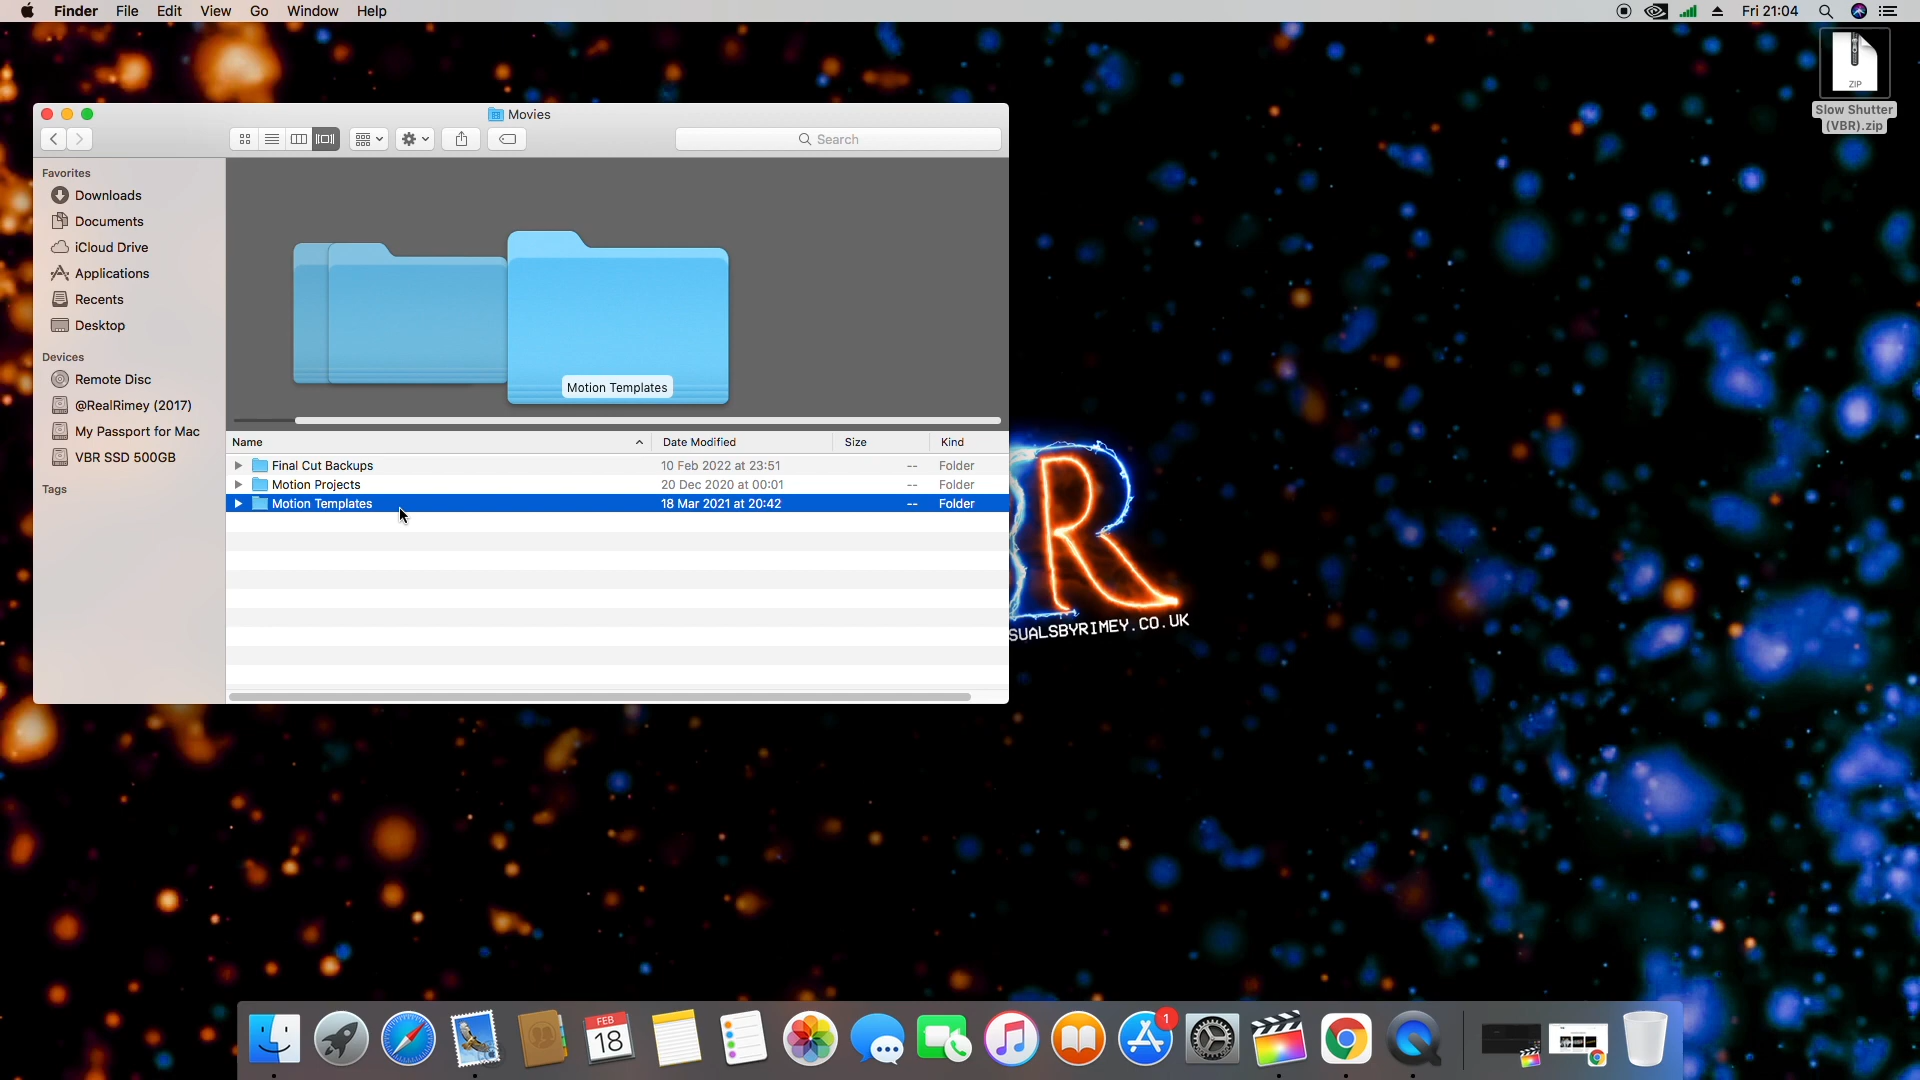 Finder File Edit View Go Window Help
Fri 21:04
ZIP
Slow Shutter
(VBR).zip
Movies
Search
Favorites
Downloads
Documents
iCloud Drive
Applications
Recents
Desktop
Devices
Remote Disc
@RealRimey (2017)
My Passport for Mac
VBR SSD 500GB
Tags
Motion Templates
Name Date Modified Size Kind
Final Cut Backups 10 Feb 2022 at 23:51 -- Folder
Motion Projects 20 Dec 2020 at 00:01 -- Folder
Motion Templates 18 Mar 2021 at 20:42 -- Folder
R
SUALSBYRIMEY.CO.UK
FEB
18
1